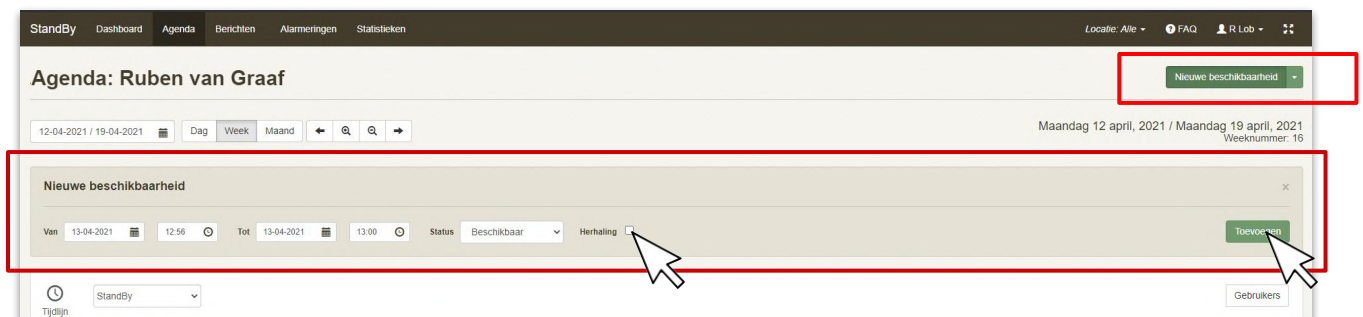 StandBy Dashboard Agenda Berichten Alarmeringen Statistieken Locatie: Alle FAQ R Lob
Agenda: Ruben van Graaf Nieuwe beschikbaarheid
12-04-2021 / 19-04-2021 Dag Week Maand Maandag 12 april, 2021 / Maandag 19 april, 2021
Weeknummer: 16
Nieuwe beschikbaarheid ×
Van 13-04-2021 12:56 Tot 13-04-2021 13:00 Status Beschikbaar Herhaling Toevoegen
StandBy Gebruikers
Tijdlijn